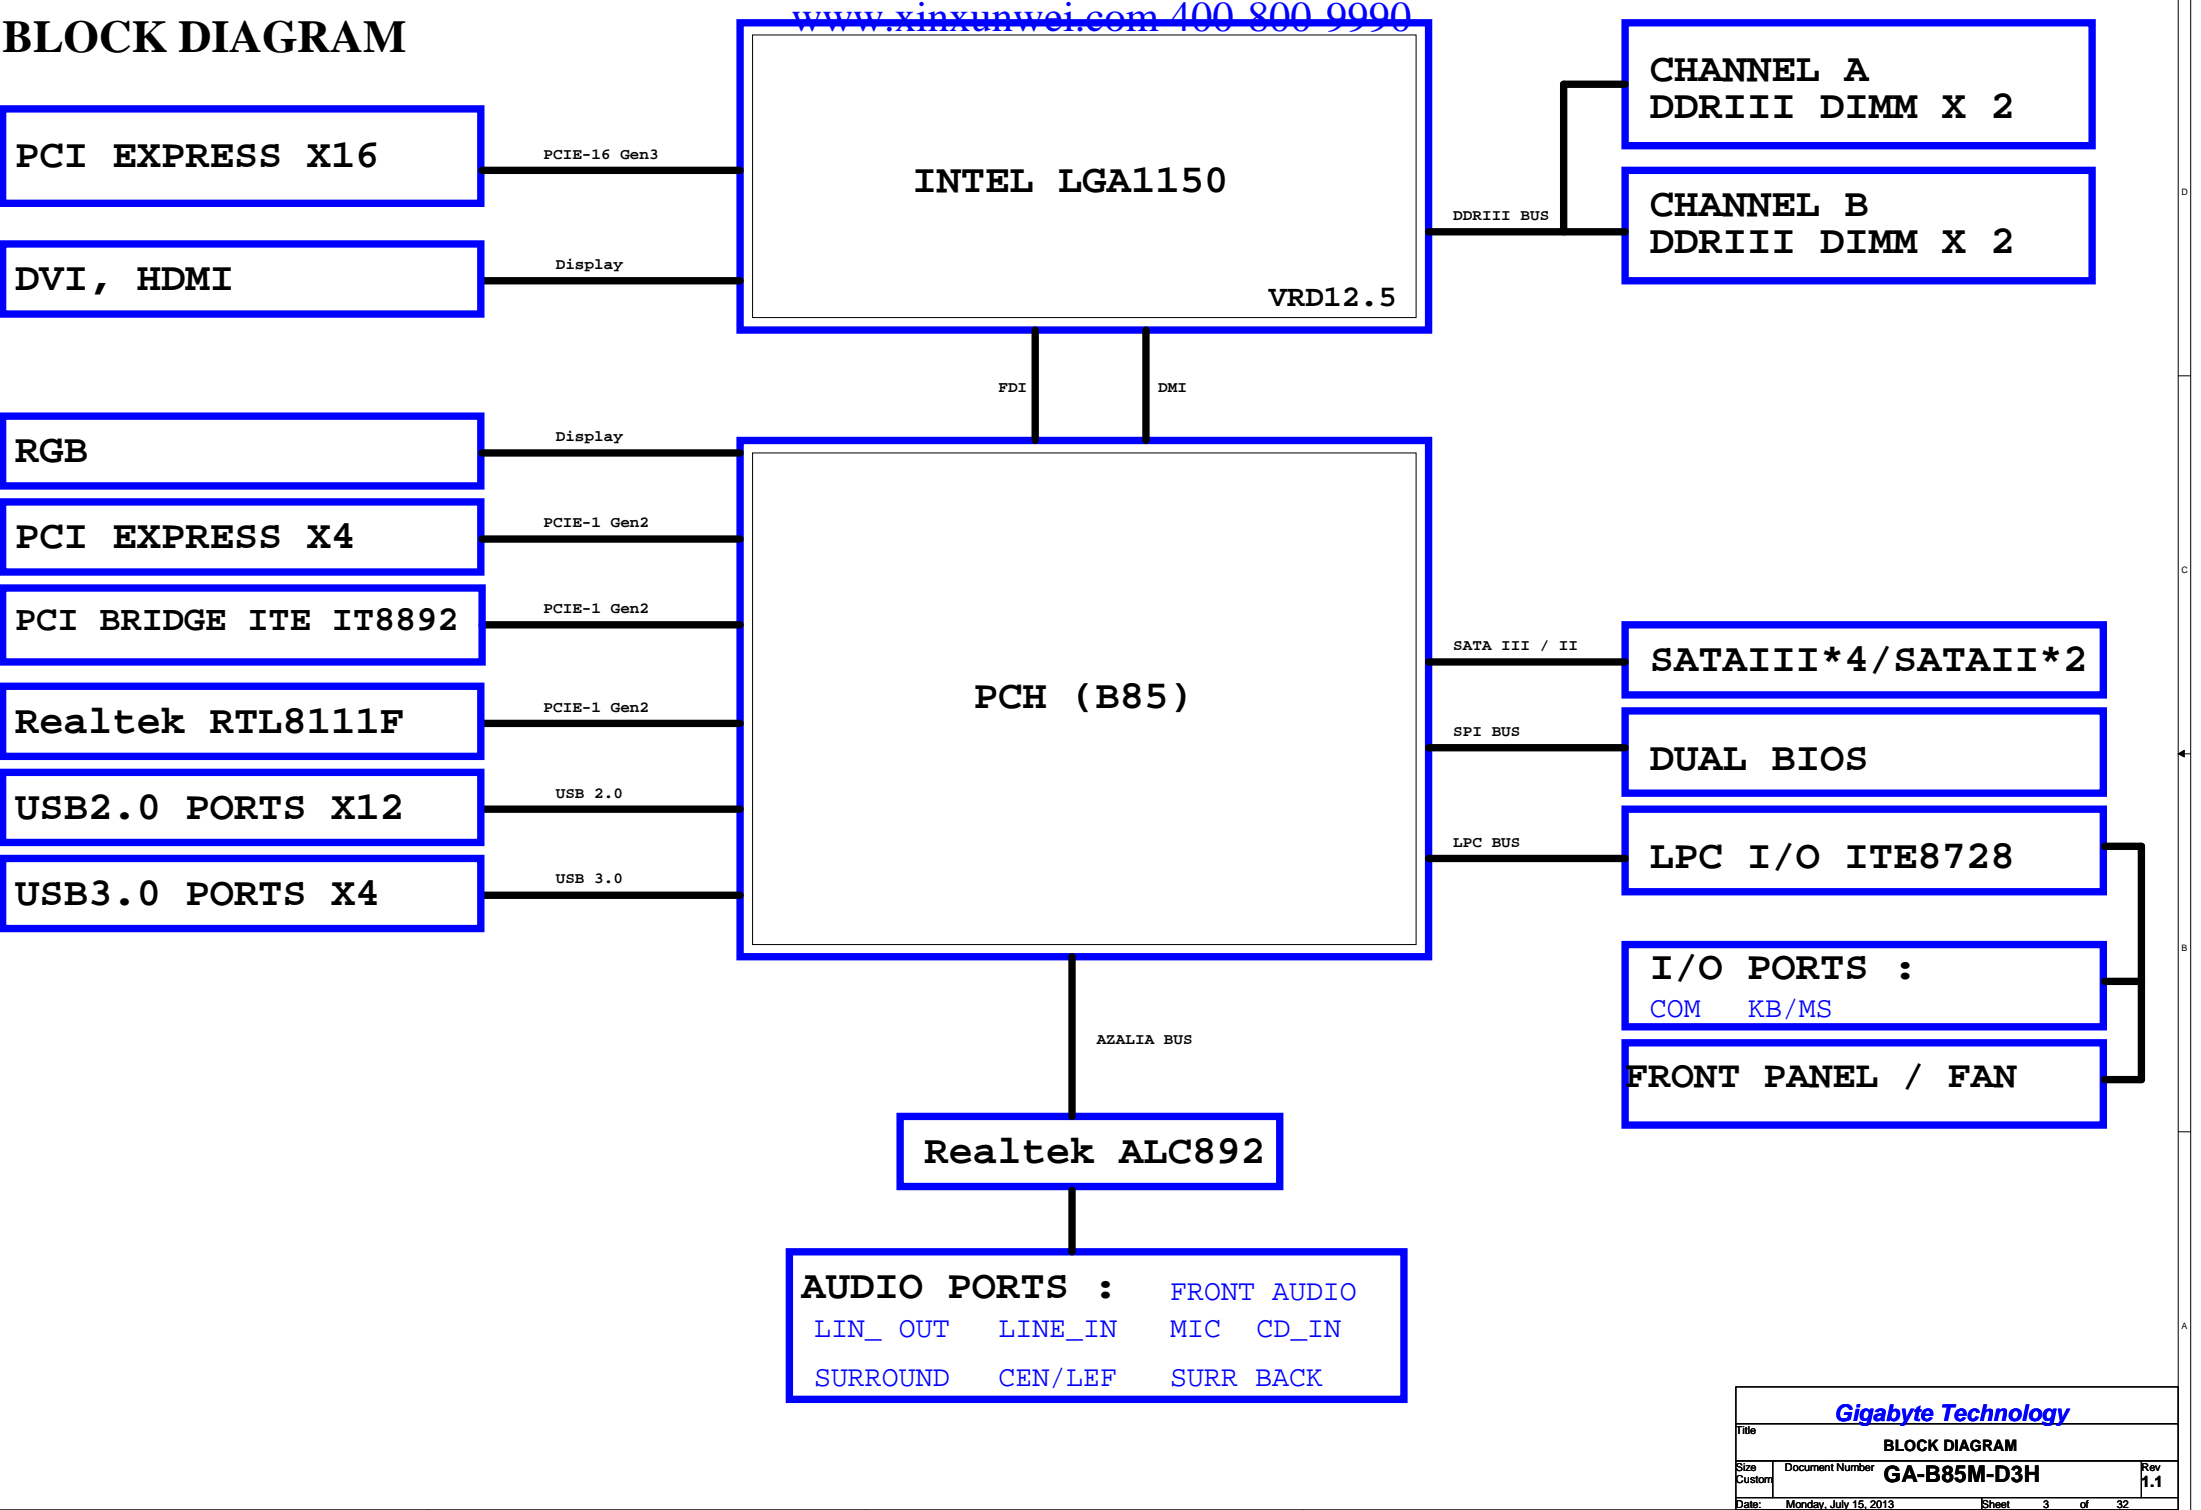 www.xinxunwei.com 400-800-9990
BLOCK DIAGRAM
PCI EXPRESS X16
PCIE-16 Gen3
INTEL LGA1150
VRD12.5
CHANNEL A
DDRIII DIMM X 2
DDRIII BUS
CHANNEL B
DDRIII DIMM X 2
DVI, HDMI
Display
FDI
DMI
RGB
Display
PCI EXPRESS X4
PCIE-1 Gen2
PCI BRIDGE ITE IT8892
PCIE-1 Gen2
Realtek RTL8111F
PCIE-1 Gen2
USB2.0 PORTS X12
USB 2.0
USB3.0 PORTS X4
USB 3.0
PCH (B85)
SATA III / II
SATAIII*4/SATAII*2
SPI BUS
DUAL BIOS
LPC BUS
LPC I/O ITE8728
I/O PORTS :
COM KB/MS
FRONT PANEL / FAN
AZALIA BUS
Realtek ALC892
AUDIO PORTS : FRONT AUDIO
LIN_ OUT LINE_IN MIC CD_IN
SURROUND CEN/LEF SURR BACK
D
C
B
A
Gigabyte Technology
Title
BLOCK DIAGRAM
Size Document Number Rev
Custom GA-B85M-D3H 1.1
Date: Monday, July 15, 2013 Sheet 3 of 32